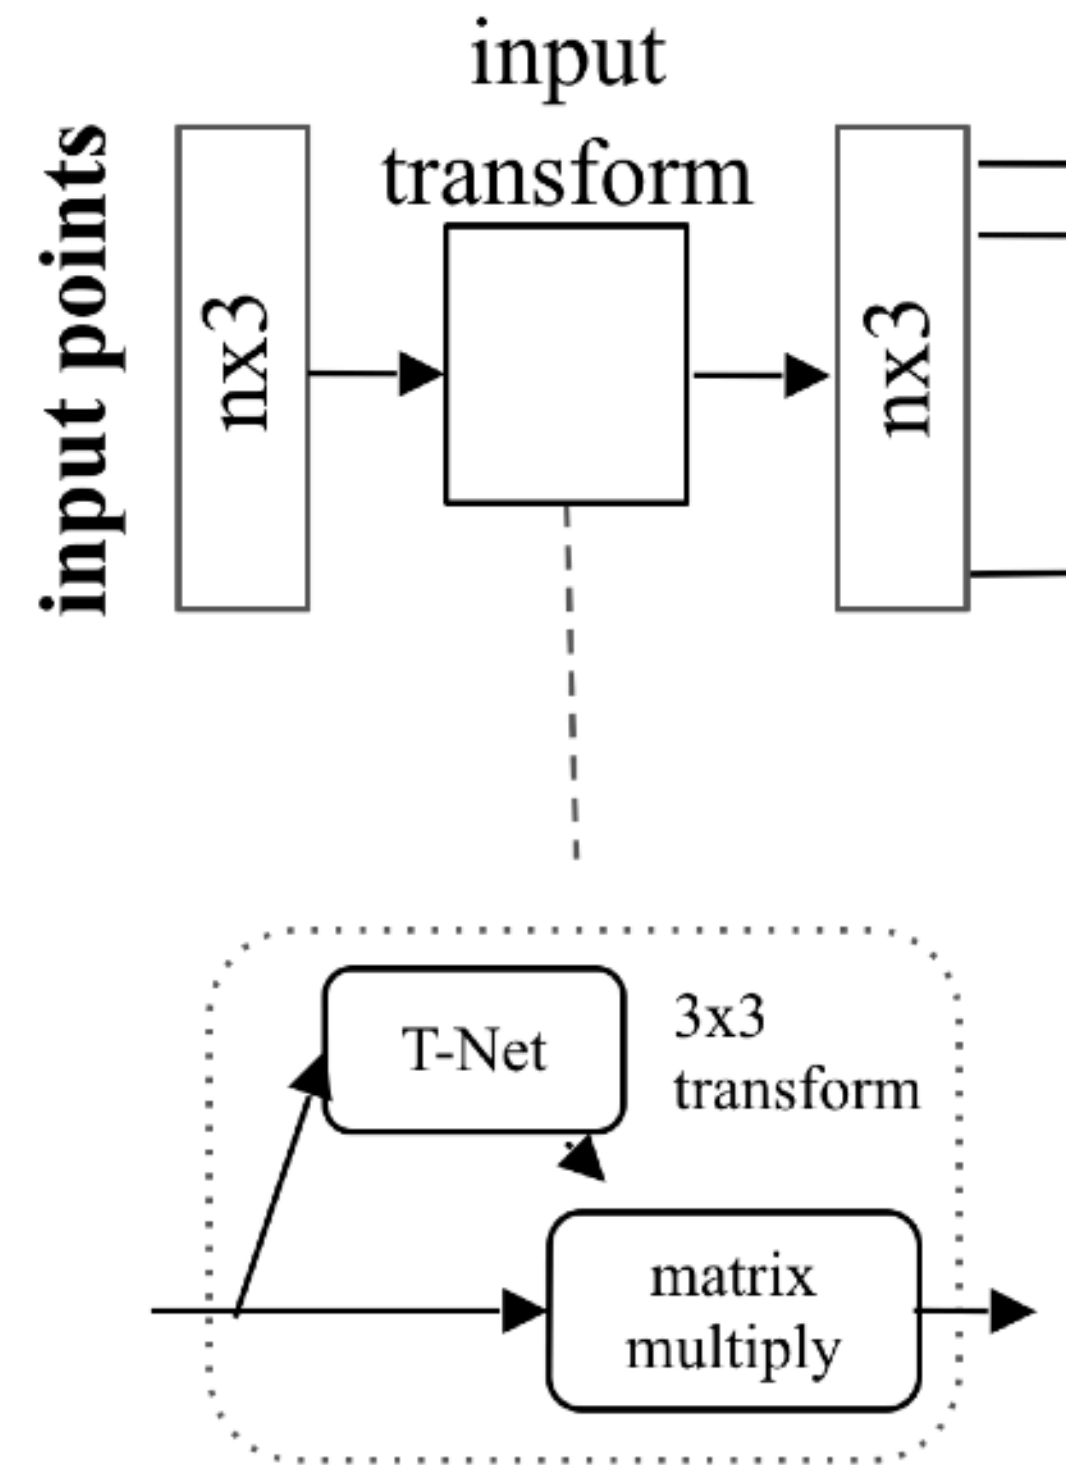 input
transform
input points
nx3
nx3
T-Net
3x3
transform
matrix
multiply